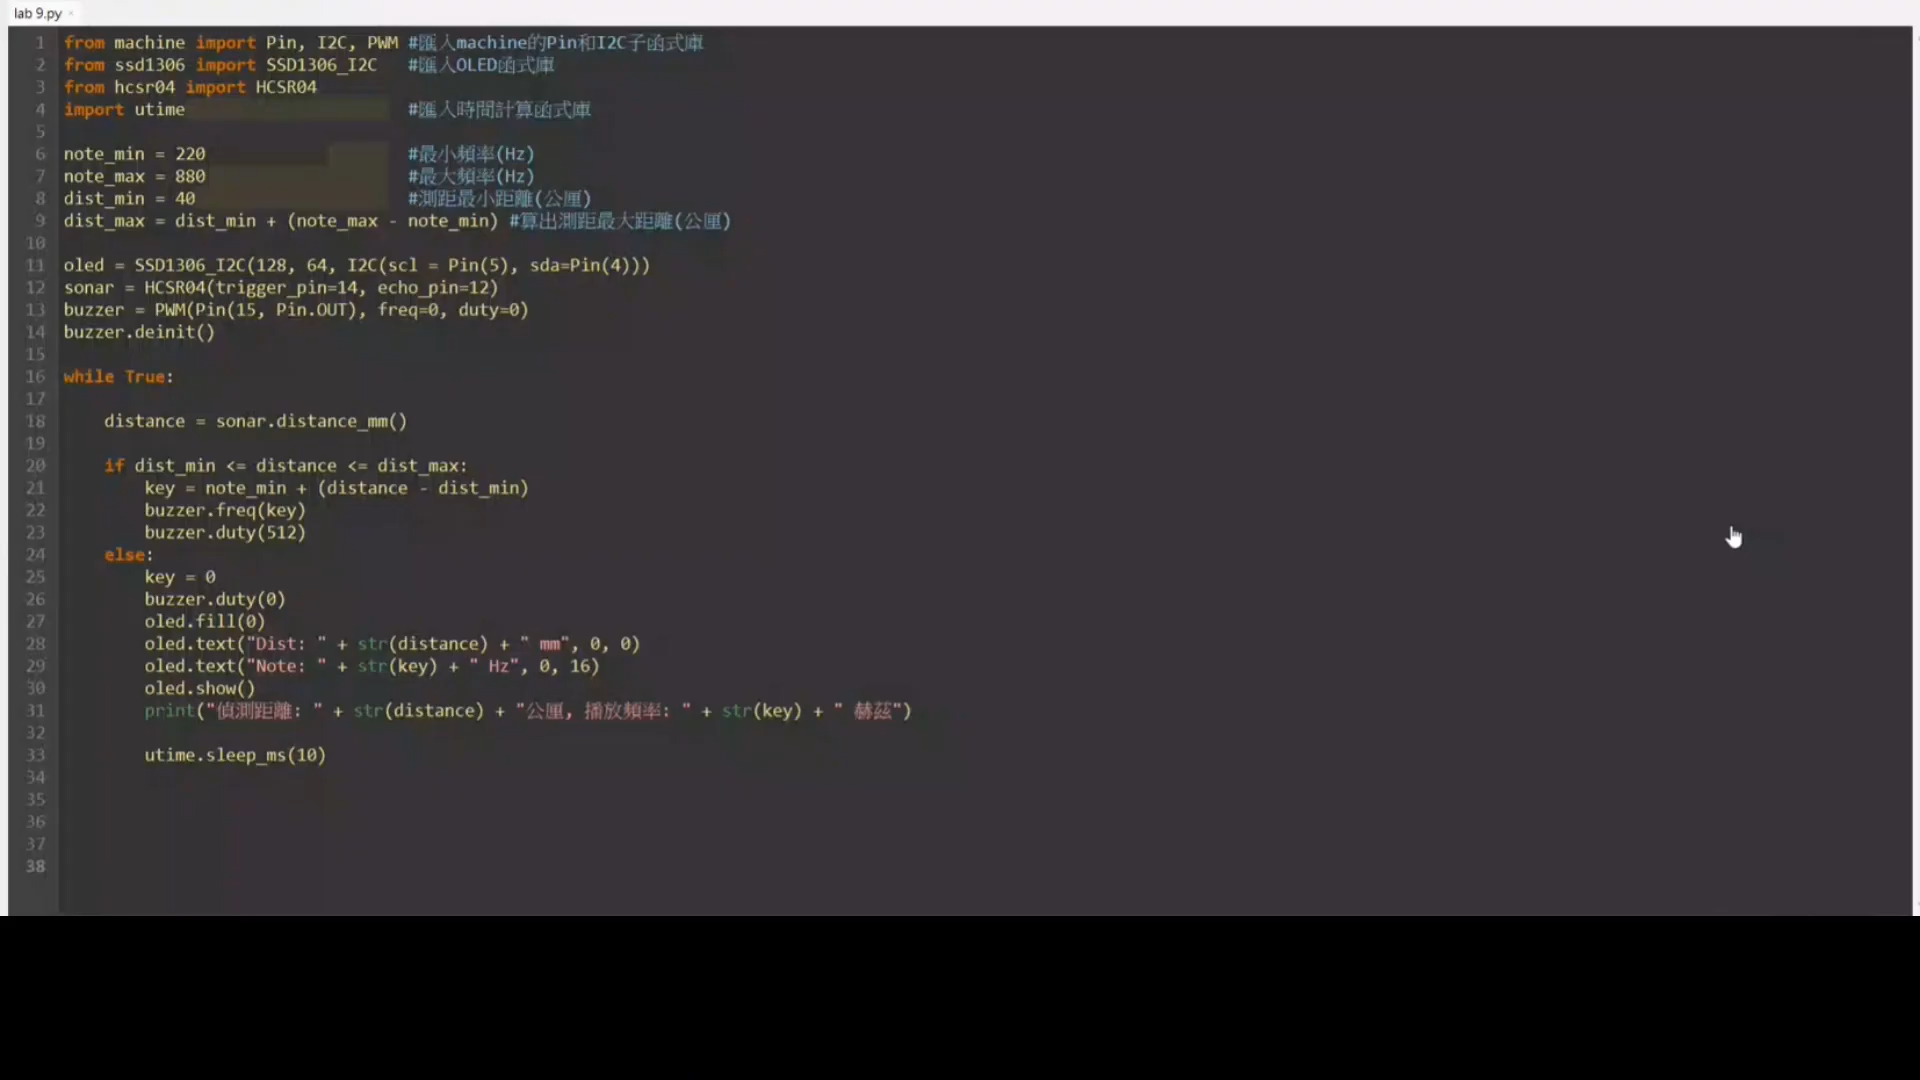 lab 9.py
1 from machine import Pin, I2C, PWM #匯入machine的Pin和I2C子函式庫
2 from ssd1306 import SSD1306_I2C #匯入OLED函式庫
3 from hcsr04 import HCSR04
4 import utime #匯入時間計算函式庫
5
6 note_min = 220 #最小頻率(Hz)
7 note_max = 880 #最大頻率(Hz)
8 dist_min = 40 #測距最小距離(公厘)
9 dist_max = dist_min + (note_max - note_min) #算出測距最大距離(公厘)
10
11 oled = SSD1306_I2C(128, 64, I2C(scl = Pin(5), sda=Pin(4)))
12 sonar = HCSR04(trigger_pin=14, echo_pin=12)
13 buzzer = PWM(Pin(15, Pin.OUT), freq=0, duty=0)
14 buzzer.deinit()
15
16 while True:
17
18 distance = sonar.distance_mm()
19
20 if dist_min <= distance <= dist_max:
21 key = note_min + (distance - dist_min)
22 buzzer.freq(key)
23 buzzer.duty(512)
24 else:
25 key = 0
26 buzzer.duty(0)
27 oled.fill(0)
28 oled.text("Dist: " + str(distance) + " mm", 0, 0)
29 oled.text("Note: " + str(key) + " Hz", 0, 16)
30 oled.show()
31 print("偵測距離: " + str(distance) + "公厘, 播放頻率: " + str(key) + " 赫茲")
32
33 utime.sleep_ms(10)
34
35
36
37
38